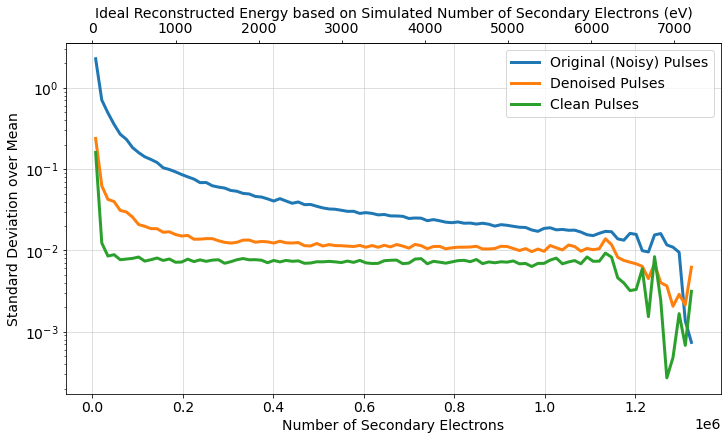 Ideal Reconstructed Energy based on Simulated Number of Secondary Electrons (eV)
0 1000 2000 3000 4000 5000 6000 7000
Original (Noisy) Pulses
Denoised Pulses
Clean Pulses
Standard Deviation over Mean
10⁰
10⁻¹
10⁻²
10⁻³
0.0 0.2 0.4 0.6 0.8 1.0 1.2
1e6
Number of Secondary Electrons